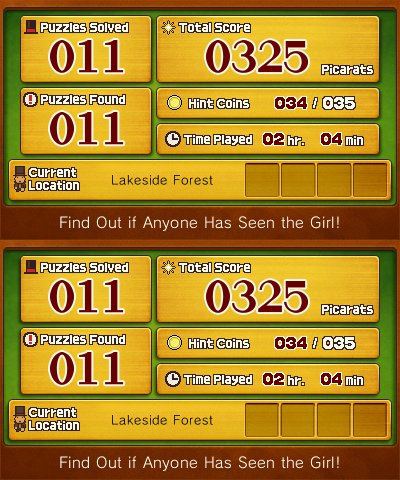 Puzzles Solved
011
Total Score
0325 Picarats
Puzzles Found
011
Hint Coins 034 / 035
Time Played 02 hr. 04 min
Current Location
Lakeside Forest
Find Out if Anyone Has Seen the Girl!
Puzzles Solved
011
Total Score
0325 Picarats
Puzzles Found
011
Hint Coins 034 / 035
Time Played 02 hr. 04 min
Current Location
Lakeside Forest
Find Out if Anyone Has Seen the Girl!